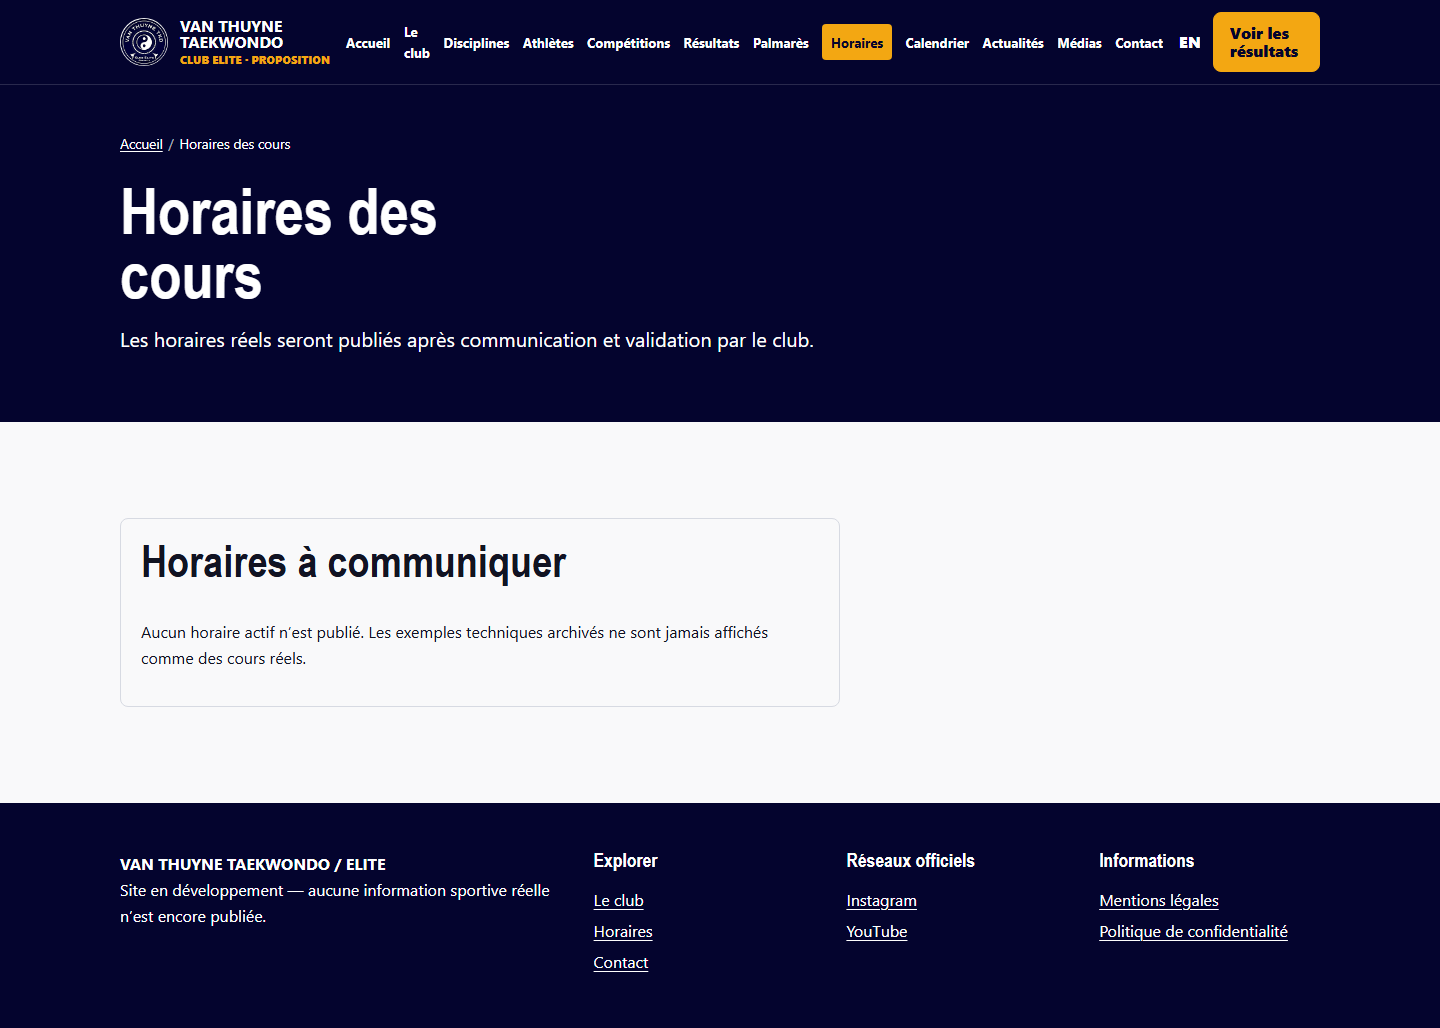 VAN THUYNE
TAEKWONDO
CLUB ELITE · PROPOSITION
Accueil
Le
club
Disciplines
Athlètes
Compétitions
Résultats
Palmarès
Horaires
Calendrier
Actualités
Médias
Contact
EN
Voir les
résultats
Accueil / Horaires des cours
Horaires des
cours
Les horaires réels seront publiés après communication et validation par le club.
Horaires à communiquer
Aucun horaire actif n’est publié. Les exemples techniques archivés ne sont jamais affichés
comme des cours réels.
VAN THUYNE TAEKWONDO / ELITE
Site en développement — aucune information sportive réelle
n’est encore publiée.
Explorer
Le club
Horaires
Contact
Réseaux officiels
Instagram
YouTube
Informations
Mentions légales
Politique de confidentialité